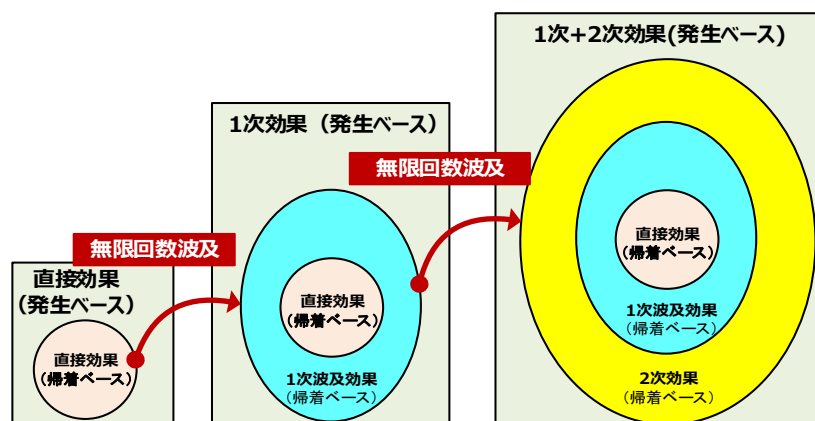 直接効果
(発生ベース)
直接効果
(帰着ベース)
無限回数波及
1次効果（発生ベース）
直接効果
(帰着ベース)
1次波及効果
(帰着ベース)
無限回数波及
1次+2次効果(発生ベース)
直接効果
(帰着ベース)
1次波及効果
(帰着ベース)
2次効果
(帰着ベース)